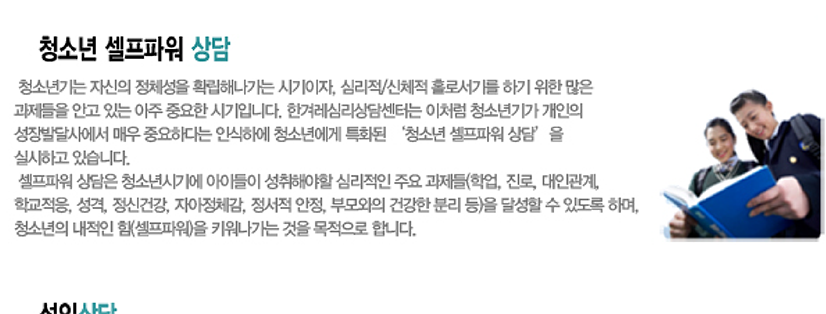 청소년 셀프파워 상담
청소년기는 자신의 정체성을 확립해나가는 시기이자, 심리적/신체적 홀로서기를 하기 위한 많은
과제들을 안고 있는 아주 중요한 시기입니다. 한겨레심리상담센터는 이처럼 청소년기가 개인의
성장발달사에서 매우 중요하다는 인식하에 청소년에게 특화된 ‘청소년 셀프파워 상담’을
실시하고 있습니다.
셀프파워 상담은 청소년시기에 아이들이 성취해야할 심리적인 주요 과제들(학업, 진로, 대인관계,
학교적응, 성격, 정신건강, 자아정체감, 정서적 안정, 부모와의 건강한 분리 등)을 달성할 수 있도록 하며,
청소년의 내적인 힘(셀프파워)을 키워나가는 것을 목적으로 합니다.
성인상담